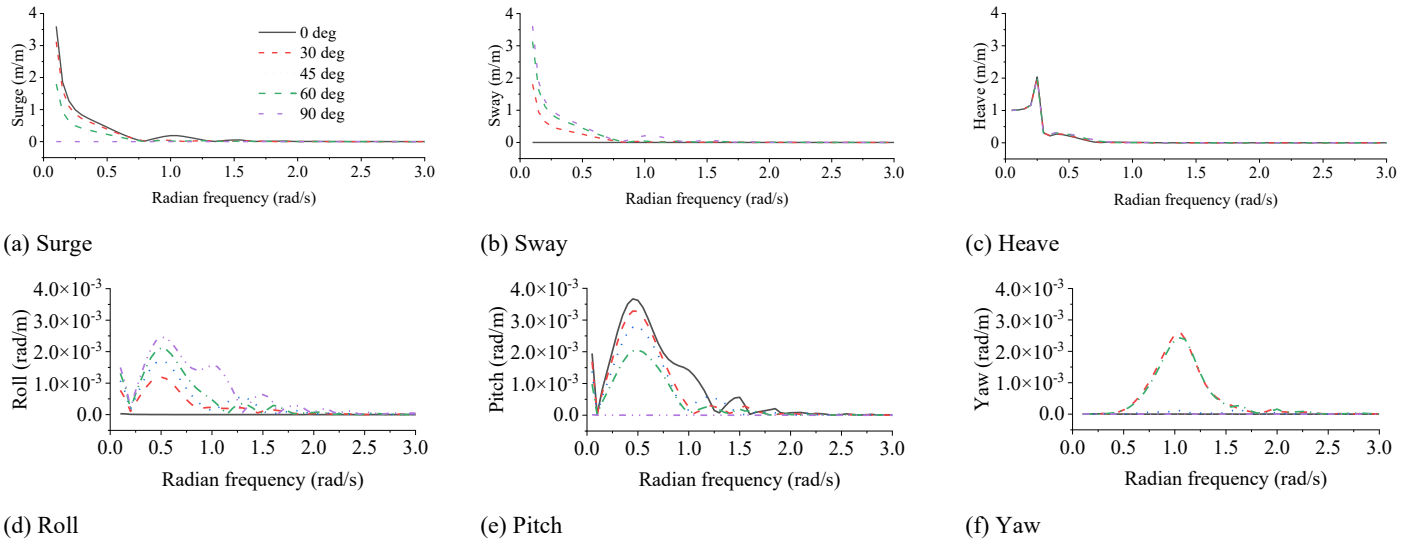 Surge (m/m)
4
3
2
1
0
0.0 0.5 1.0 1.5 2.0 2.5 3.0
Radian frequency (rad/s)
0 deg
30 deg
45 deg
60 deg
90 deg
(a) Surge
Sway (m/m)
4
3
2
1
0
0.0 0.5 1.0 1.5 2.0 2.5 3.0
Radian frequency (rad/s)
(b) Sway
Heave (m/m)
4
3
2
1
0
0.0 0.5 1.0 1.5 2.0 2.5 3.0
Radian frequency (rad/s)
(c) Heave
Roll (rad/m)
4.0×10⁻³
3.0×10⁻³
2.0×10⁻³
1.0×10⁻³
0.0
0.0 0.5 1.0 1.5 2.0 2.5 3.0
Radian frequency (rad/s)
(d) Roll
Pitch (rad/m)
4.0×10⁻³
3.0×10⁻³
2.0×10⁻³
1.0×10⁻³
0.0
0.0 0.5 1.0 1.5 2.0 2.5 3.0
Radian frequency (rad/s)
(e) Pitch
Yaw (rad/m)
4.0×10⁻³
3.0×10⁻³
2.0×10⁻³
1.0×10⁻³
0.0
0.0 0.5 1.0 1.5 2.0 2.5 3.0
Radian frequency (rad/s)
(f) Yaw